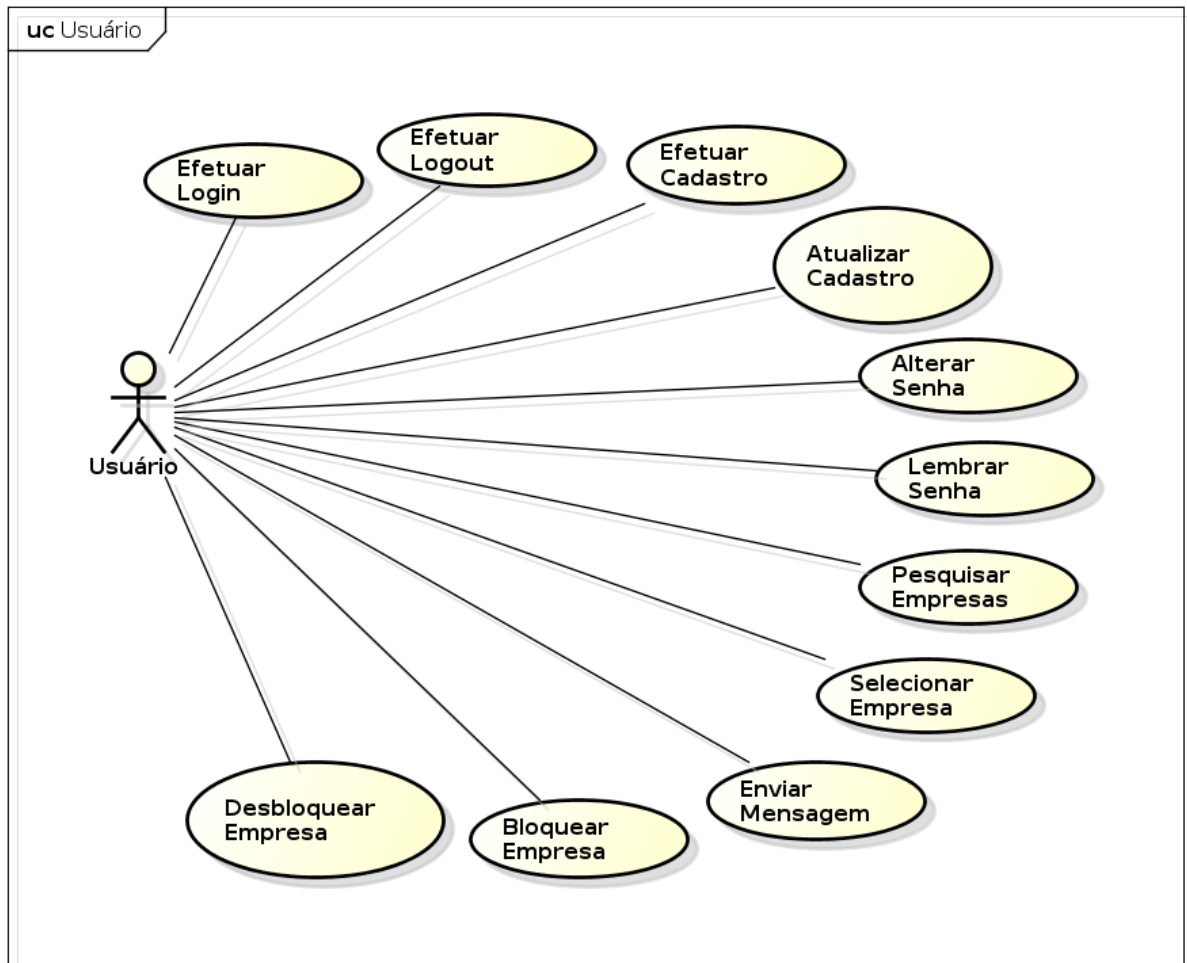 uc Usuário
Efetuar
Login
Efetuar
Logout
Efetuar
Cadastro
Atualizar
Cadastro
Alterar
Senha
Usuário
Lembrar
Senha
Pesquisar
Empresas
Selecionar
Empresa
Enviar
Mensagem
Bloquear
Empresa
Desbloquear
Empresa